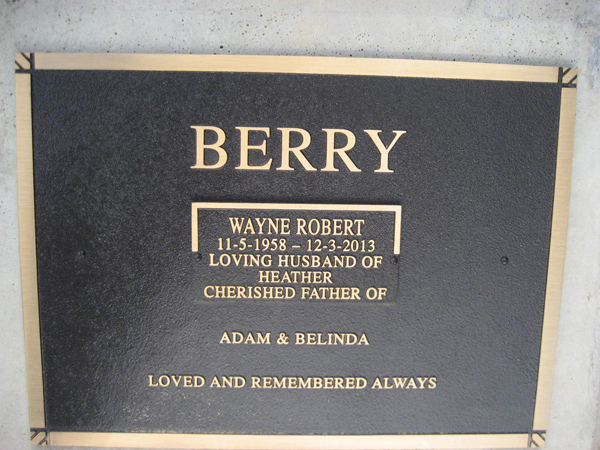 BERRY
WAYNE ROBERT
11-5-1958 – 12-3-2013
LOVING HUSBAND OF
HEATHER
CHERISHED FATHER OF
ADAM & BELINDA
LOVED AND REMEMBERED ALWAYS